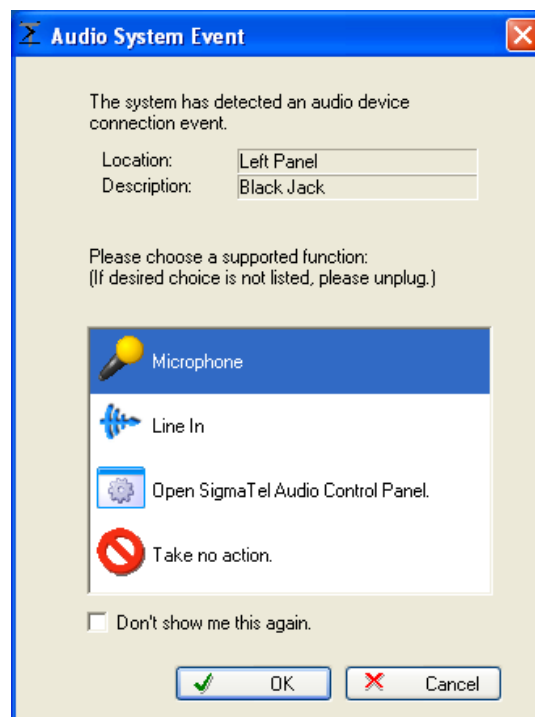 Audio System Event
The system has detected an audio device
connection event.
Location: Left Panel
Description: Black Jack
Please choose a supported function:
(If desired choice is not listed, please unplug.)
Microphone
Line In
Open SigmaTel Audio Control Panel.
Take no action.
Don't show me this again.
OK Cancel